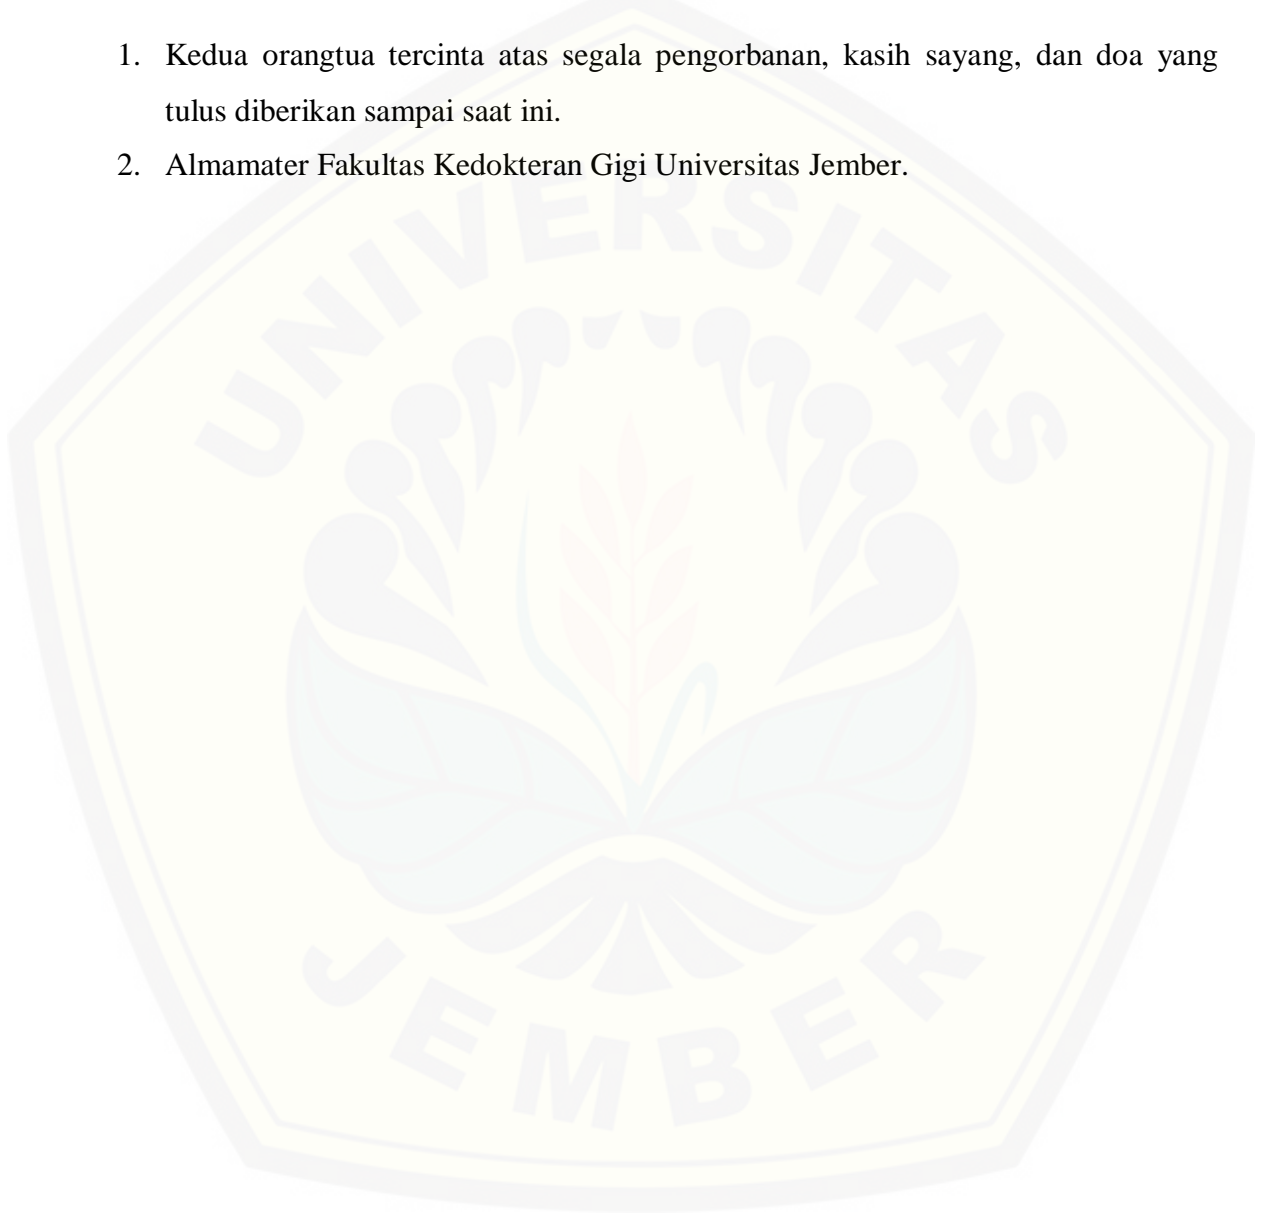 1. Kedua orangtua tercinta atas segala pengorbanan, kasih sayang, dan doa yang
tulus diberikan sampai saat ini.
2. Almamater Fakultas Kedokteran Gigi Universitas Jember.
UNIVERSITAS
JEMBER